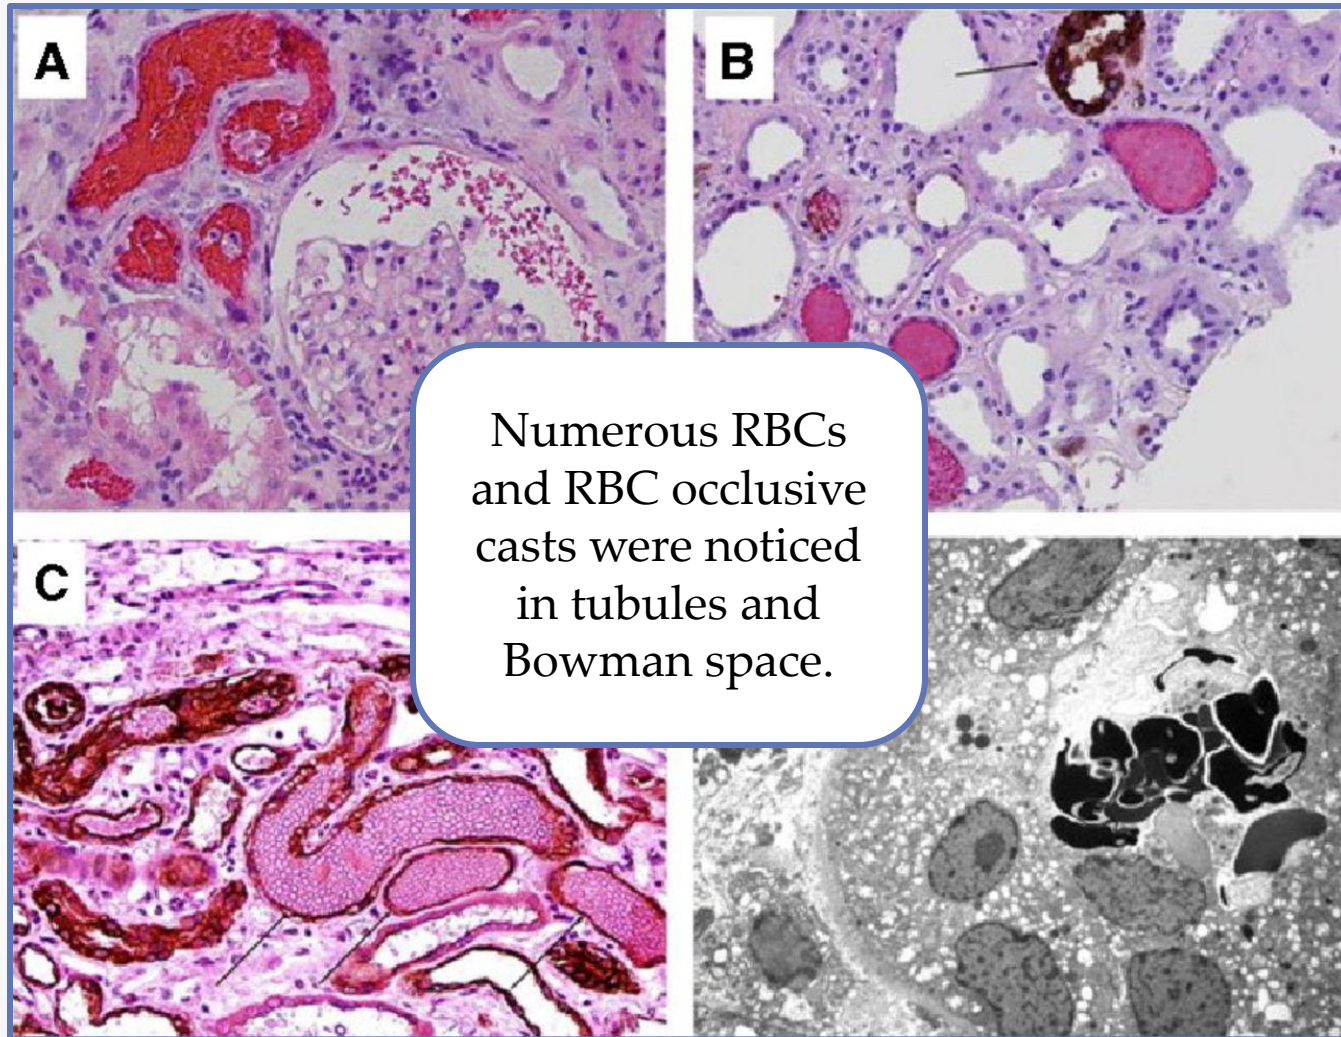 A
B
Numerous RBCs
and RBC occlusive
casts were noticed
in tubules and
Bowman space.
C